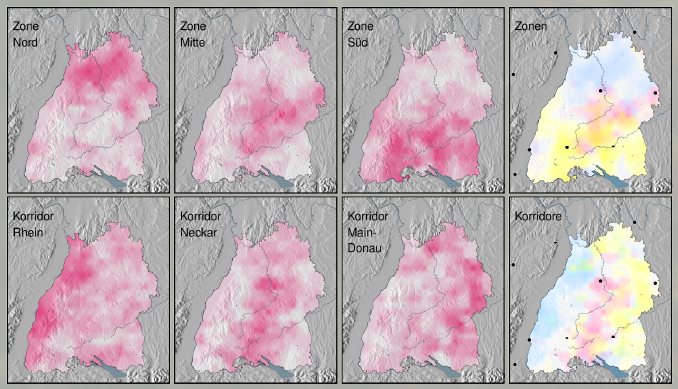 Zone
Nord
Zone
Mitte
Zone
Süd
Zonen
Korridor
Rhein
Korridor
Neckar
Korridor
Main-
Donau
Korridore